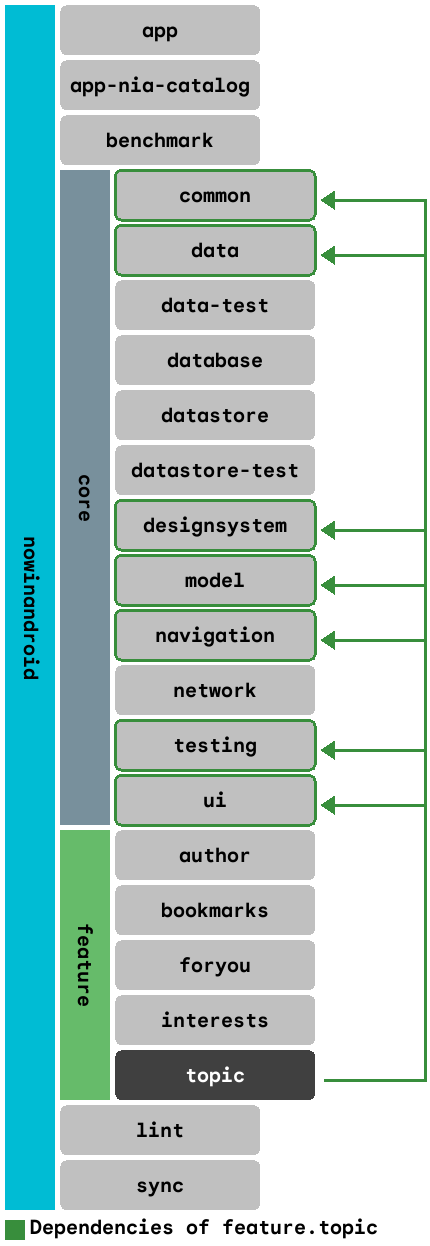 app
app-nia-catalog
benchmark
common
data
data-test
database
datastore
datastore-test
core
designsystem
nowinandroid
model
navigation
network
testing
ui
author
bookmarks
feature
foryou
interests
topic
lint
sync
Dependencies of feature.topic